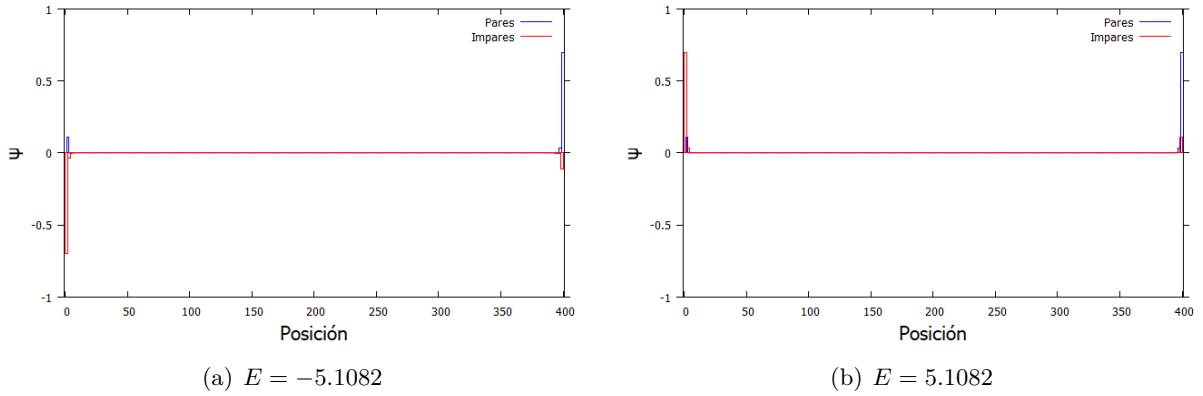 1
0.5
0
-0.5
-1
ψ
Pares
Impares
0 50 100 150 200 250 300 350 400
Posición
(a) E = −5.1082
1
0.5
0
-0.5
-1
ψ
Pares
Impares
0 50 100 150 200 250 300 350 400
Posición
(b) E = 5.1082